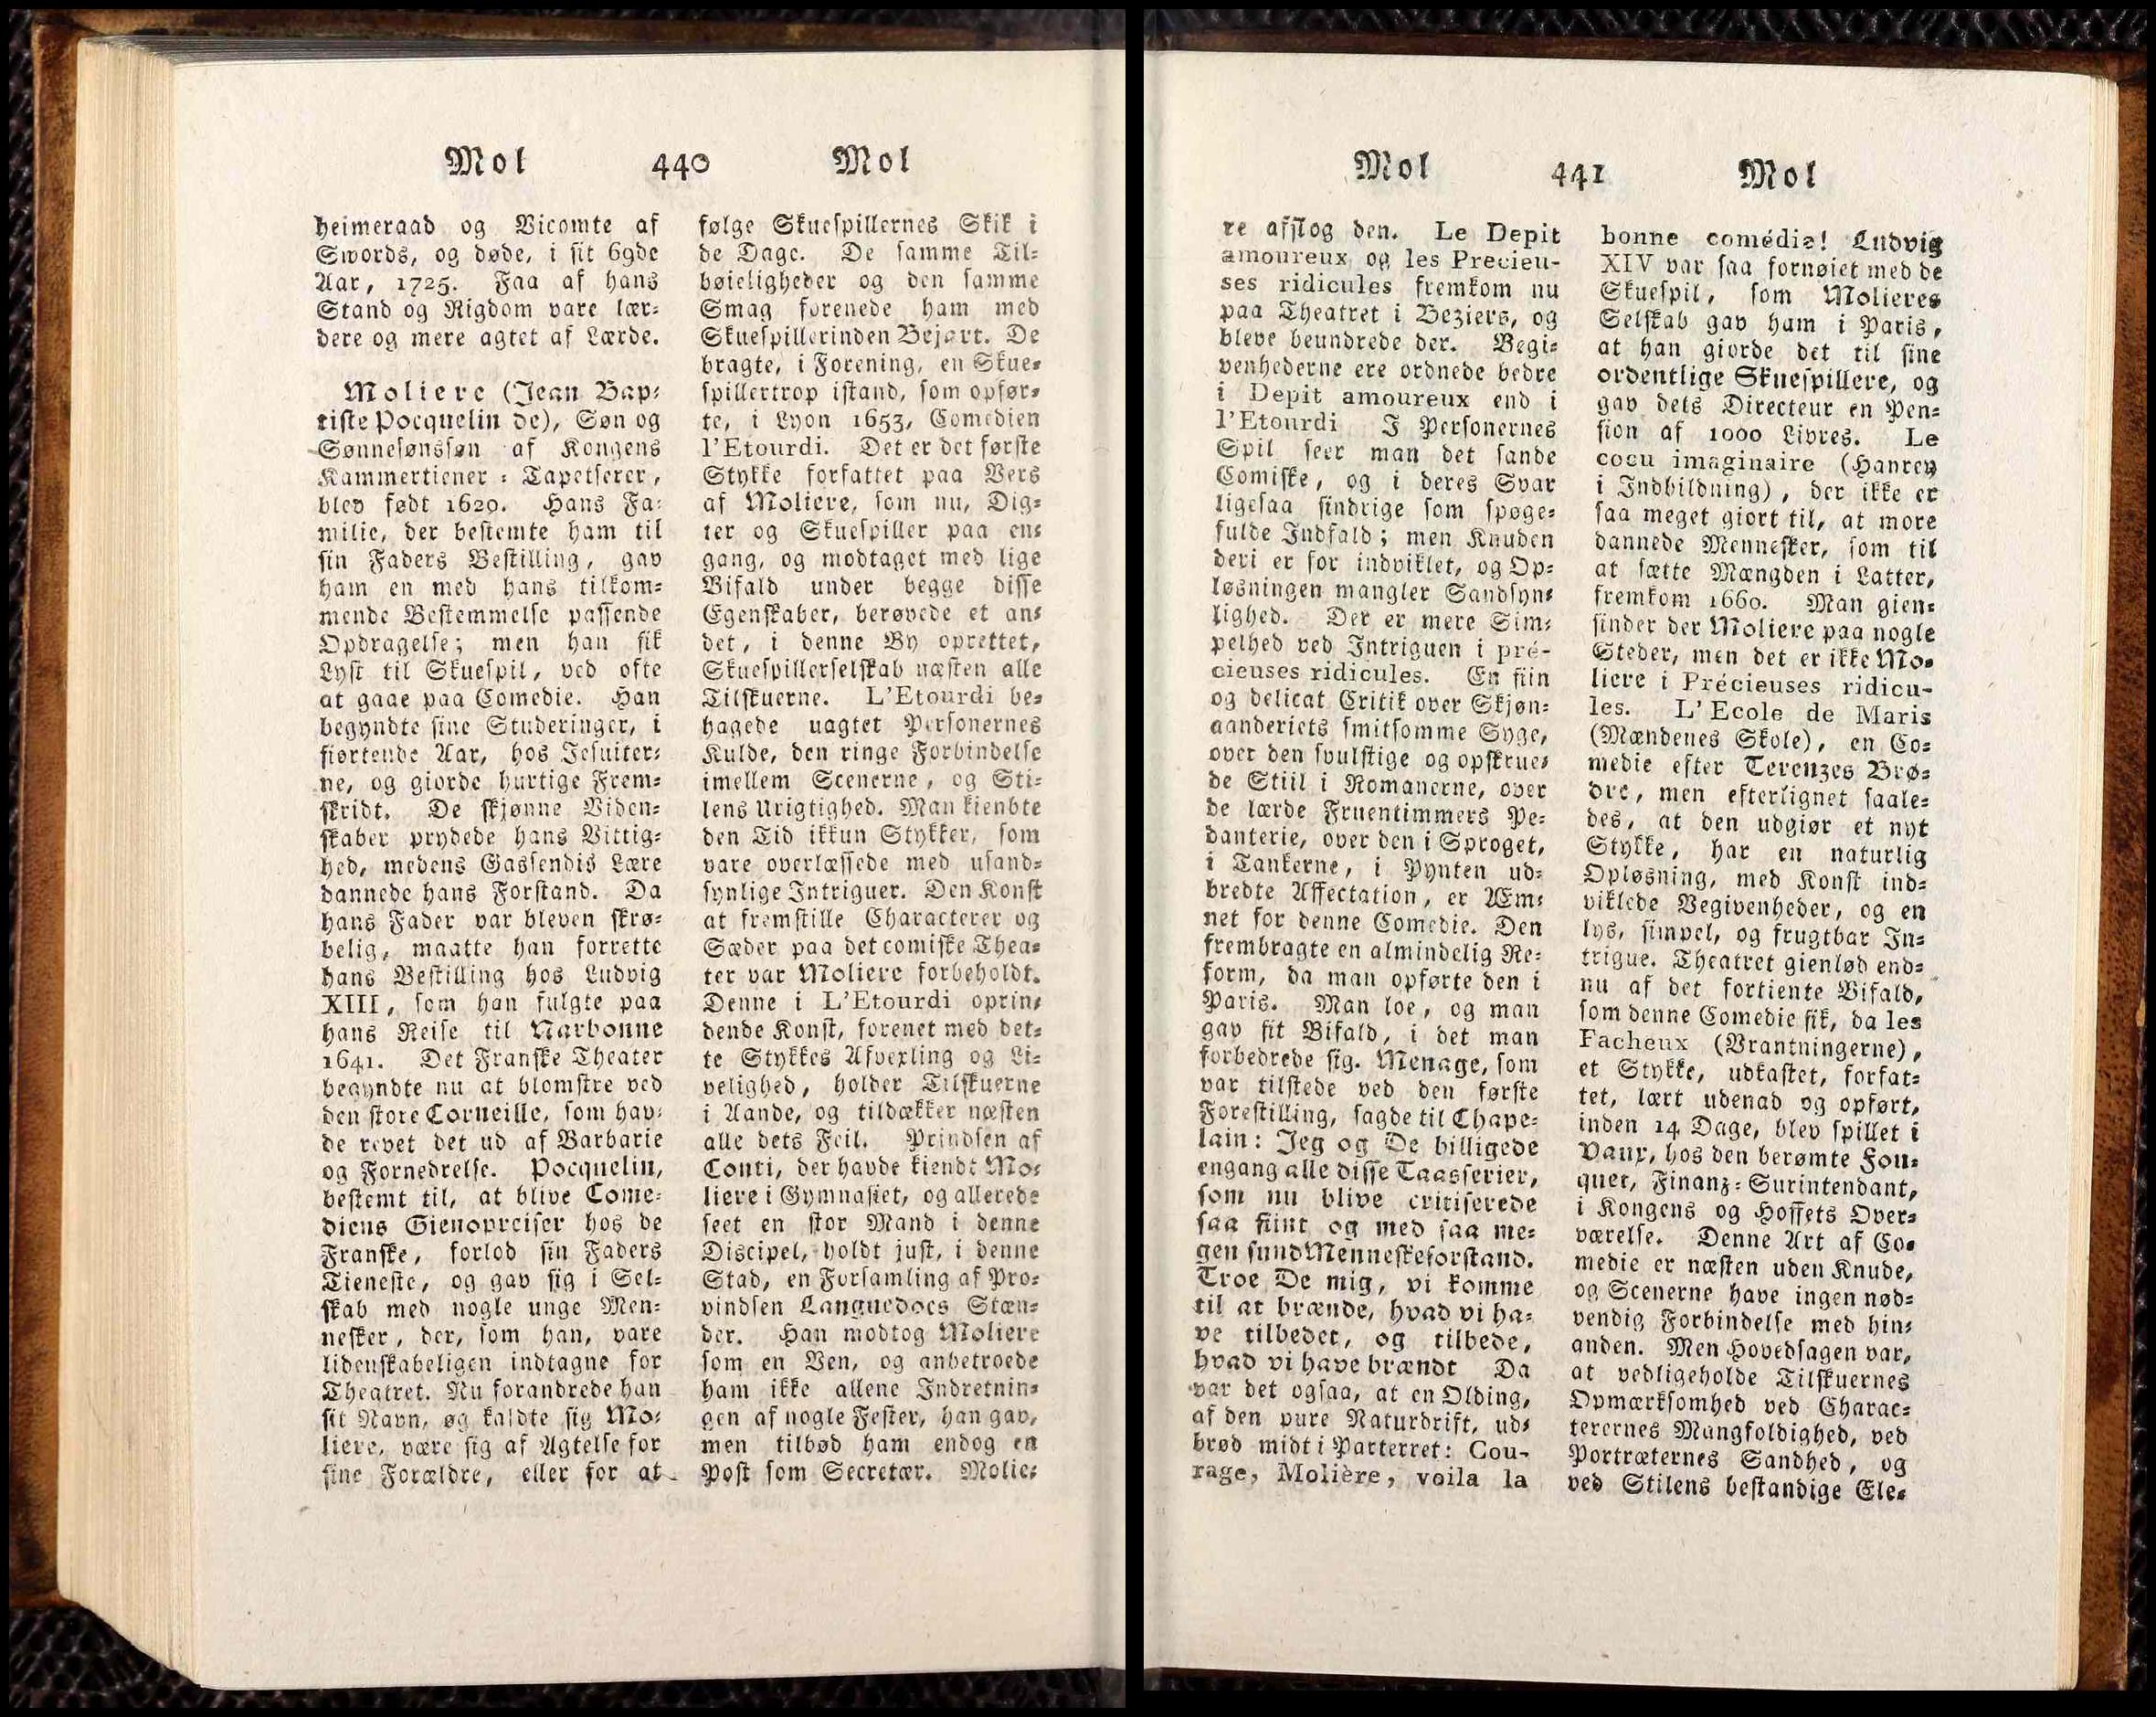 Mol 440 Mol
heimeraad og Vicomte af
Swords, og døde, i sit 69de
Aar, 1725. Faa af hans
Stand og Rigdom vare lær-
dere og mere agtet af Lærde.
Moliere (Jean Bap-
tiste Pocquelin de), Søn og
Sønnesønssøn af Kongens
Kammertiener - Tapetserer,
blev født 1620. Hans Fa-
milie, der bestemte ham til
sin Faders Bestilling, gav
ham en med hans tilkom-
mende Bestemmelse passende
Opdragelse; men han fik
Lyst til Skuespil, ved ofte
at gaae paa Comedie. Han
begyndte sine Studeringer, i
fiortende Aar, hos Jesuiter-
ne, og giorde hurtige Frem-
skridt. De skjønne Viden-
skaber prydede hans Vittig-
hed, medens Gassendis Lære
dannede hans Forstand. Da
hans Fader var bleven skrø-
belig, maatte han forrette
hans Bestilling hos Ludvig
XIII, som han fulgte paa
hans Reise til Narbonne
1641. Det Franske Theater
begyndte nu at blomstre ved
den store Corneille, som hav-
de revet det ud af Barbarie
og Fornedrelse. Pocquelin,
bestemt til, at blive Come-
diens Gienopreiser hos de
Franske, forlod sin Faders
Tieneste, og gav sig i Sel-
skab med nogle unge Men-
nesker, der, som han, vare
lidenskabeligen indtagne for
Theatret. Nu forandrede han
sit Navn, og kaldte sig Mo-
liere, være sig af Agtelse for
sine Forældre, eller for at
følge Skuespillernes Skik i
de Dage. De samme Til-
bøieligheder og den samme
Smag forenede ham med
Skuespillerinden Bejart. De
bragte, i Forening, en Skue-
spillertrop istand, som opfør-
te, i Lyon 1653, Comedien
l'Etourdi. Det er det første
Stykke forfattet paa Vers
af Moliere, som nu, Dig-
ter og Skuespiller paa en-
gang, og modtaget med lige
Bifald under begge disse
Egenskaber, berøvede et an-
det, i denne By oprettet,
Skuespillerselskab næsten alle
Tilskuerne. L'Etourdi be-
hagede uagtet Personernes
Kulde, den ringe Forbindelse
imellem Scenerne, og Sti-
lens Urigtighed. Man kiendte
den Tid ikkun Stykker, som
vare overlæssede med usand-
synlige Intriguer. Den Konst
at fremstille Characterer og
Sæder paa det comiske Thea-
ter var Moliere forbeholdt.
Denne i L'Etourdi oprin-
dende Konst, forenet med det-
te Stykkes Afvexling og Li-
velighed, holder Tilskuerne
i Aande, og tildækker næsten
alle dets Feil. Prindsen af
Conti, der havde kiendt Mo-
liere i Gymnasiet, og allerede
seet en stor Mand i denne
Discipel, holdt just, i denne
Stad, en Forsamling af Pro-
vindsen Languedocs Stæn-
der. Han modtog Moliere
som en Ven, og anbetroede
ham ikke allene Indretnin-
gen af nogle Fester, han gav,
men tilbød ham endog en
Post som Secretær. Molie-
Mol 441 Mol
re afslog den. Le Depit
amoureux og les Precieu-
ses ridicules fremkom nu
paa Theatret i Beziers, og
bleve beundrede der. Begi-
venhederne ere ordnede bedre
i Depit amoureux end i
l'Etourdi I Personernes
Spil seer man det sande
Comiske, og i deres Svar
ligesaa sindrige som spøge-
fulde Indfald; men Knuden
deri er for indviklet, og Op-
løsningen mangler Sandsyn-
lighed. Der er mere Sim-
pelhed ved Intriguen i pré-
cieuses ridicules. En fiin
og delicat Critik over Skjøn-
aanderiets smitsomme Syge,
over den svulstige og opskrue-
de Stiil i Romanerne, over
de lærde Fruentimmers Pe-
danterie, over den i Sproget,
i Tankerne, i Pynten ud-
bredte Affectation, er Æm-
net for denne Comedie. Den
frembragte en almindelig Re-
form, da man opførte den i
Paris. Man loe, og man
gav sit Bifald, i det man
forbedrede sig. Menage, som
var tilstede ved den første
Forestilling, sagde til Chape-
lain: Jeg og De billigede
engang alle disse Taasserier,
som nu blive critiserede
saa fiint og med saa me-
gen sund Menneskeforstand.
Troe De mig, vi komme
til at brænde, hvad vi ha-
ve tilbedet, og tilbede,
hvad vi have brændt Da
var det ogsaa, at en Olding,
af den pure Naturdrift, ud-
brød midt i Parterret: Cou-
rage, Molière, voila la
bonne comédie! Ludvig
XIV var saa fornøiet med de
Skuespil, som Molieres
Selskab gav ham i Paris,
at han giorde det til sine
ordentlige Skuespillere, og
gav dets Directeur en Pen-
sion af 1000 Livres. Le
cocu imaginaire (Hanrey
i Indbildning), der ikke er
saa meget giort til, at more
dannede Mennesker, som til
at sætte Mængden i Latter,
fremkom 1660. Man gien-
finder der Moliere paa nogle
Steder, men det er ikke Mo-
liere i Précieuses ridicu-
les. L'Ecole de Maris
(Mændenes Skole), en Co-
medie efter Terenzes Brø-
dre, men efterlignet saale-
des, at den udgiør et nyt
Stykke, har en naturlig
Opløsning, med Konst ind-
viklede Begivenheder, og en
lys, simpel, og frugtbar In-
trigue. Theatret gienlød end-
nu af det fortiente Bifald,
som denne Comedie fik, da les
Facheux (Vrantningerne),
et Stykke, udkastet, forfat-
tet, lært udenad og opført,
inden 14 Dage, blev spillet i
Vaux, hos den berømte Fou-
quet, Finanz-Surintendant,
i Kongens og Hoffets Over-
værelse. Denne Art af Co-
medie er næsten uden Knude,
og Scenerne have ingen nød-
vendig Forbindelse med hin-
anden. Men Hovedsagen var,
at vedligeholde Tilskuernes
Opmærksomhed ved Charac-
terernes Mangfoldighed, ved
Portræternes Sandhed, og
ved Stilens bestandige Ele-